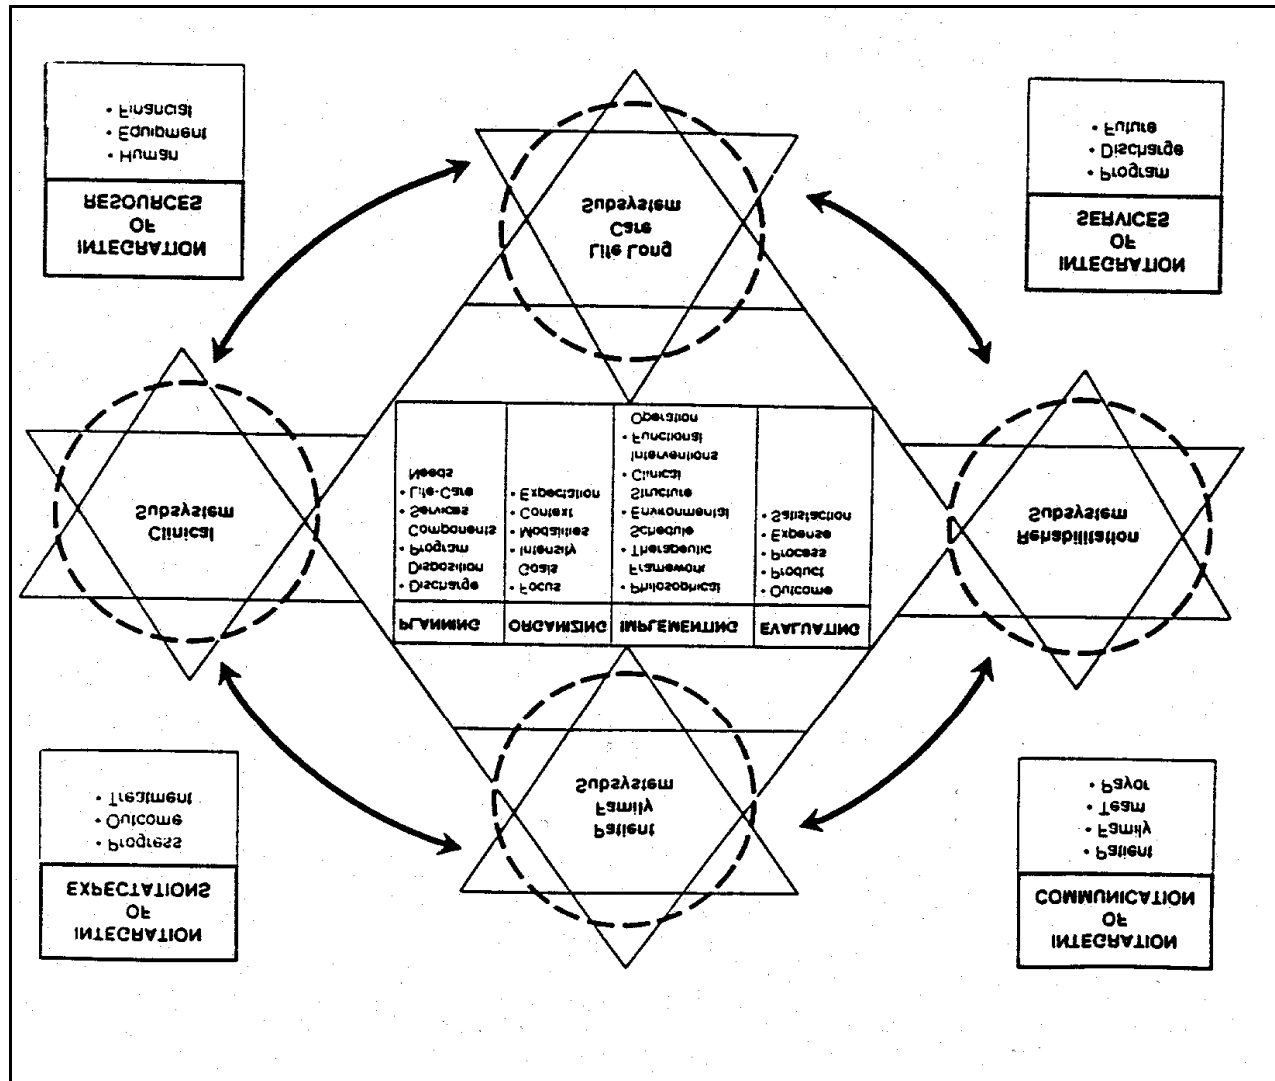 INTEGRATION
OF
EXPECTATIONS
• Progress
• Outcome
• Treatment
Patient
Family
Subsystem
INTEGRATION
OF
COMMUNICATION
• Patient
• Family
• Team
• Payor
Clinical
Subsystem
PLANNING
• Discharge
Disposition
• Program
Components
• Services
• Life-Care
Needs
ORGANIZING
• Focus
Goals
• Intensity
• Modalities
• Context
• Expectation
IMPLEMENTING
• Philosophical
Framework
• Therapeutic
Schedule
• Environmental
Structure
• Clinical
Interventions
• Functional
Operation
EVALUATING
• Outcome
• Product
• Process
• Expense
• Satisfaction
Rehabilitation
Subsystem
INTEGRATION
OF
RESOURCES
• Human
• Equipment
• Financial
Life Long
Care
Subsystem
INTEGRATION
OF
SERVICES
• Program
• Discharge
• Future